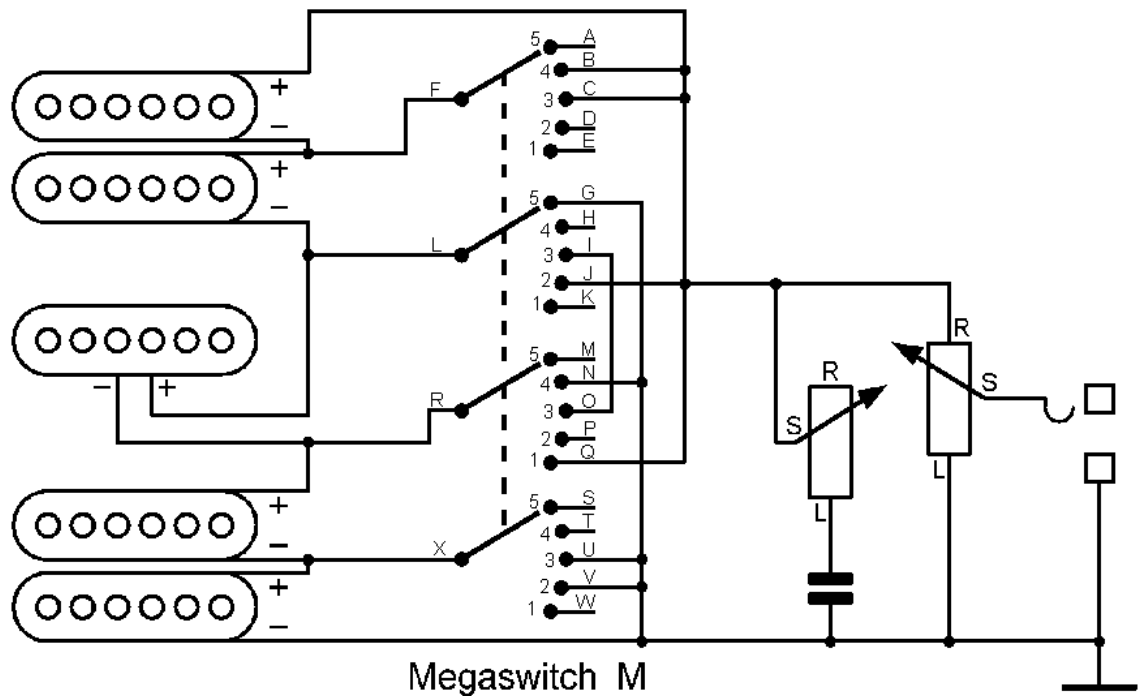 +
−
+
−
− +
+
−
+
−
F
5 A
4 B
3 C
2 D
1 E
L
5 G
4 H
3 I
2 J
1 K
R
5 M
4 N
3 O
2 P
1 Q
X
5 S
4 T
3 U
2 V
1 W
R
S
L
R
S
L
Megaswitch M